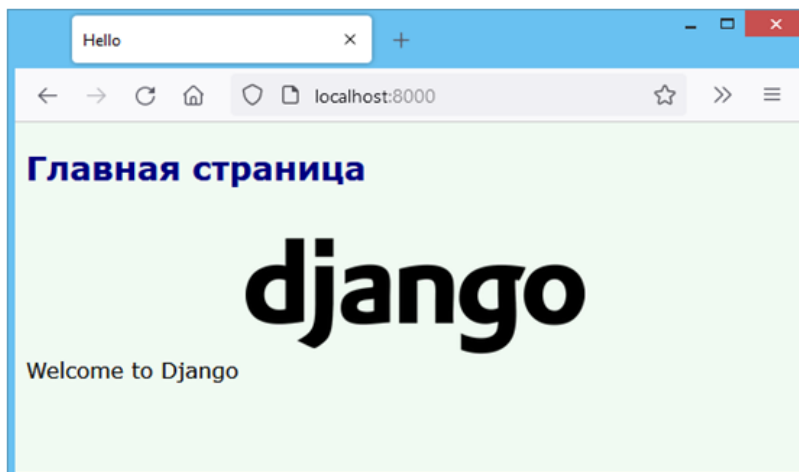 Hello
localhost:8000
Главная страница
django
Welcome to Django